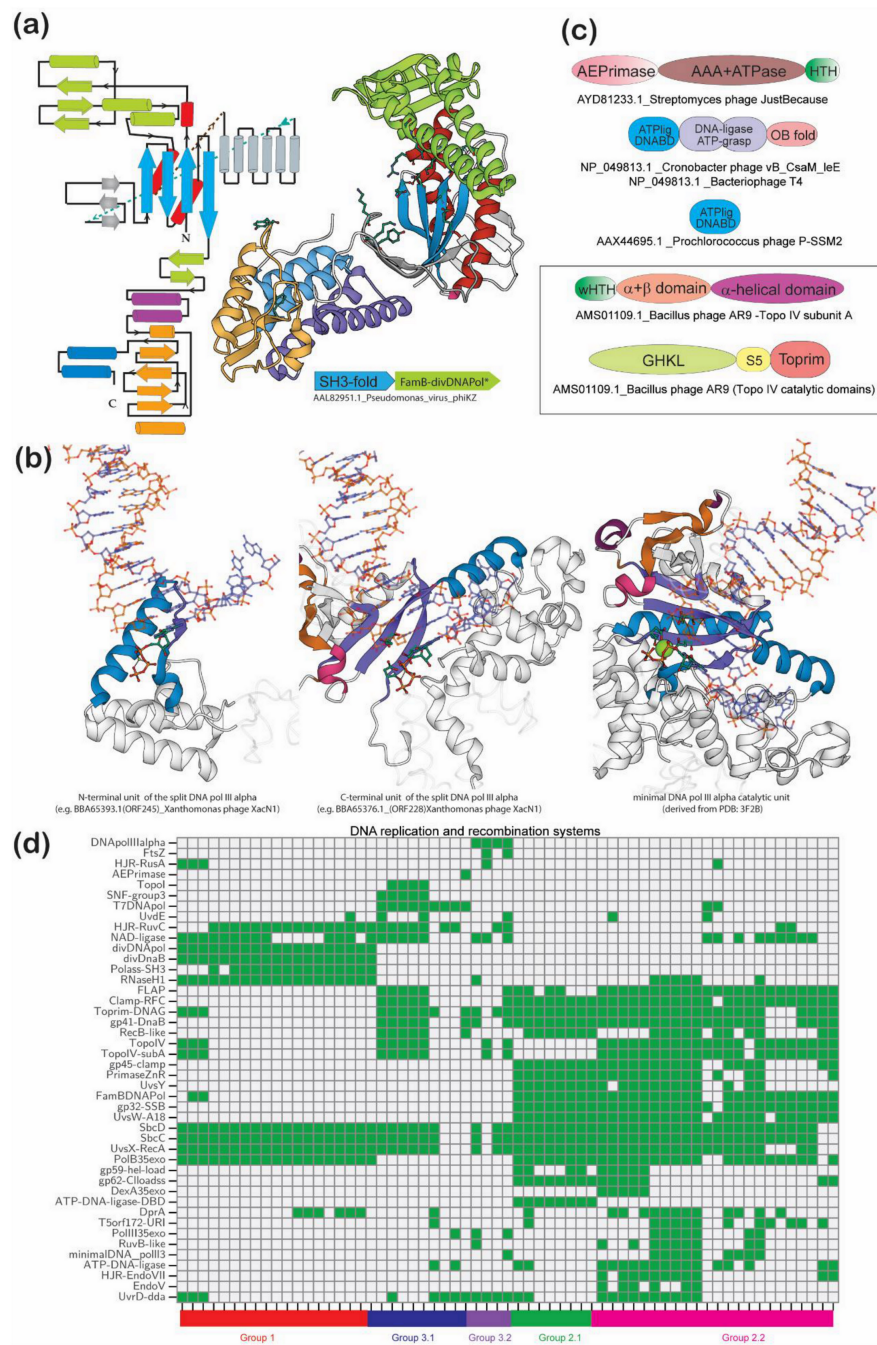 (a)
N
C
SH3-fold
FamB-divDNAPol*
AAL82951.1_Pseudomonas_virus_phiKZ
(c)
AEPrimase
AAA+ATPase
HTH
AYD81233.1_Streptomyces phage JustBecause
ATPlig
DNABD
DNA-ligase
ATP-grasp
OB fold
NP_049813.1 _Cronobacter phage vB_CsaM_IeE
NP_049813.1 _Bacteriophage T4
ATPlig
DNABD
AAX44695.1_Prochlorococcus phage P-SSM2
wHTH
α+β domain
α-helical domain
AMS01109.1_Bacillus phage AR9 -Topo IV subunit A
GHKL
S5
Toprim
AMS01109.1_Bacillus phage AR9 (Topo IV catalytic domains)
(b)
N-terminal unit of the split DNA pol III alpha
(e.g. BBA65393.1(ORF245)_Xanthomonas phage XacN1)
C-terminal unit of the split DNA pol III alpha
(e.g. BBA65376.1_(ORF228)Xanthomonas phage XacN1)
minimal DNA pol III alpha catalytic unit
(derived from PDB: 3F2B)
(d)
DNA replication and recombination systems
DNApolIIIalpha
FtsZ
HJR-RusA
AEPrimase
TopoI
SNF-group3
T7DNApol
UvdE
HJR-RuvC
NAD-ligase
divDNApol
divDnaB
Polass-SH3
RNaseH1
FLAP
Clamp-RFC
Toprim-DNAG
gp41-DnaB
RecB-like
TopoIV
TopoIV-subA
gp45-clamp
PrimaseZnR
UvsY
FamBDNAPol
gp32-SSB
UvsW-A18
SbcD
SbcC
UvsX-RecA
PolB35exo
gp59-hel-load
gp62-Clloadss
DexA35exo
ATP-DNA-ligase-DBD
DprA
T5orf172-URI
PolIII35exo
RuvB-like
minimalDNA_polII3
ATP-DNA-ligase
HJR-EndoVII
EndoV
UvrD-dda
Group 1
Group 3.1
Group 3.2
Group 2.1
Group 2.2